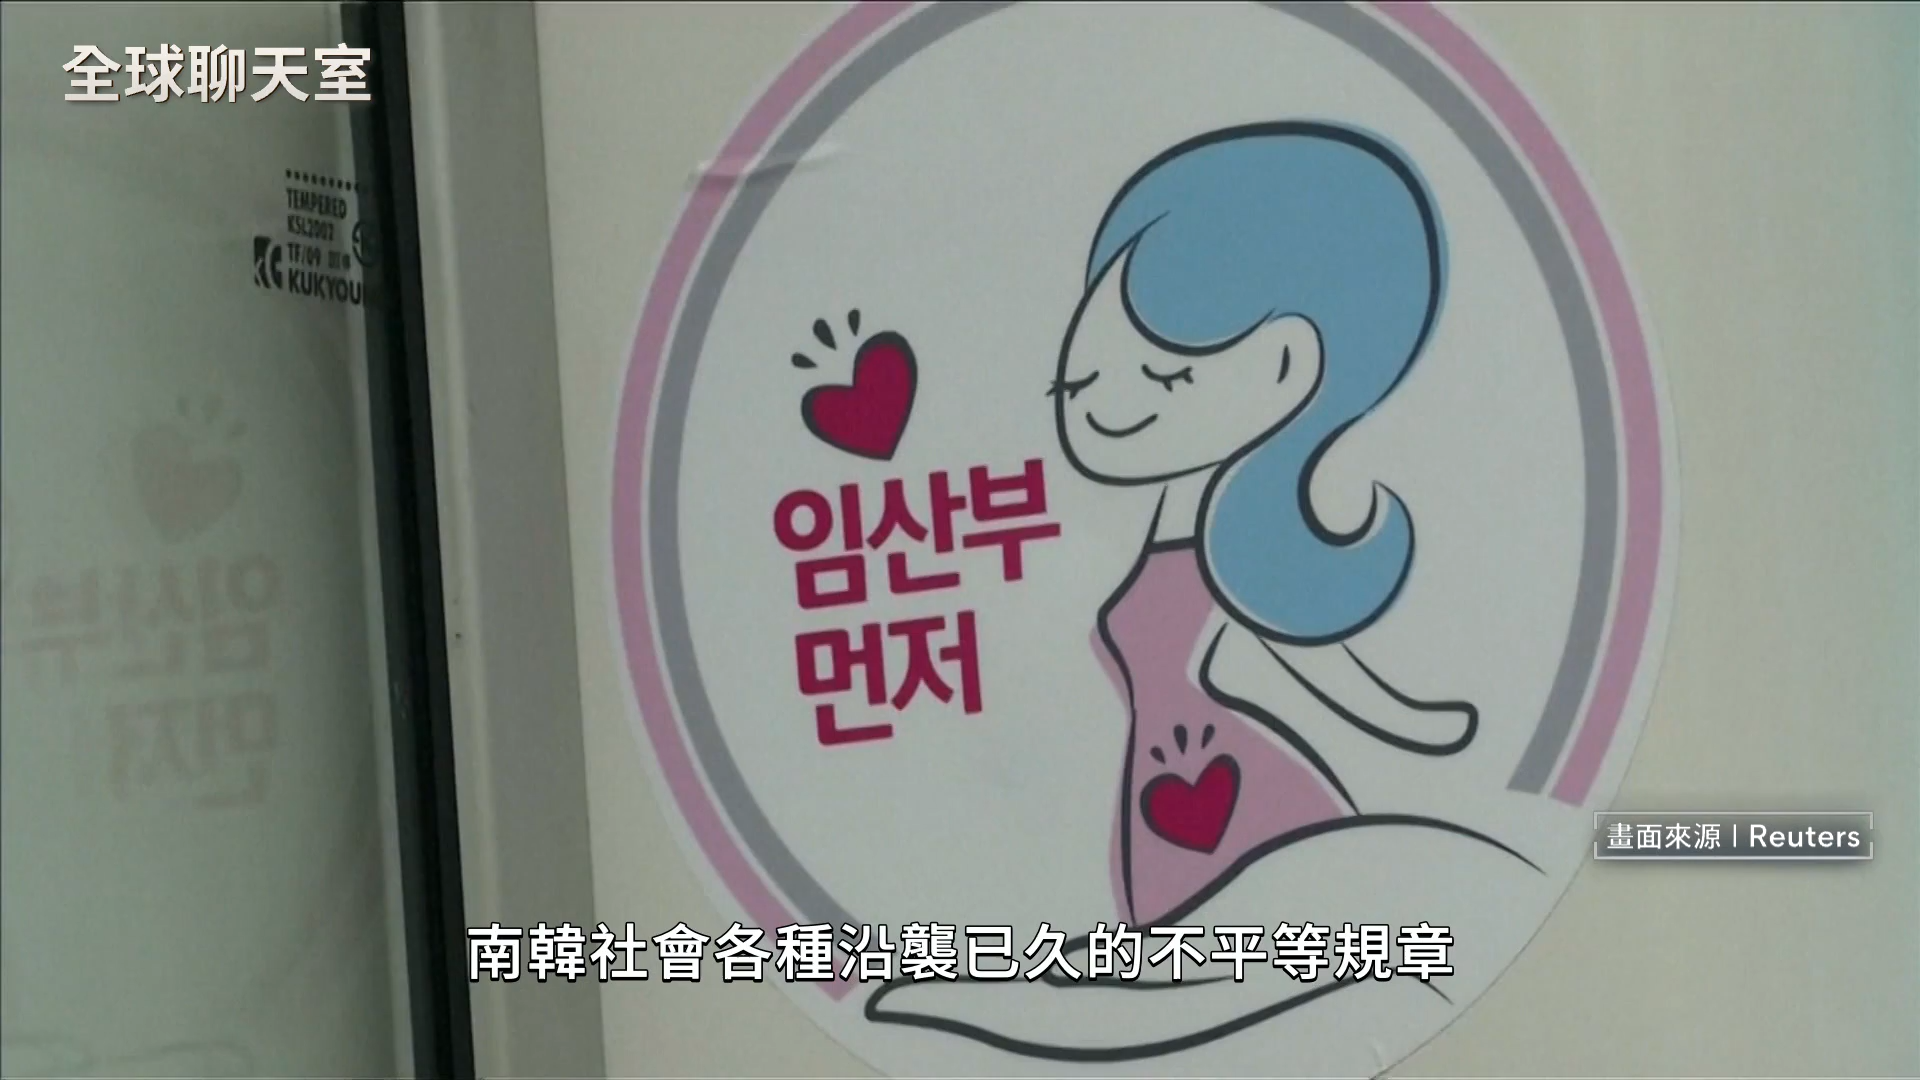 全球聊天室
TEMPERED
KSL2002
TF/09
KUKYOU
임산부
먼저
畫面來源 | Reuters
南韓社會各種沿襲已久的不平等規章